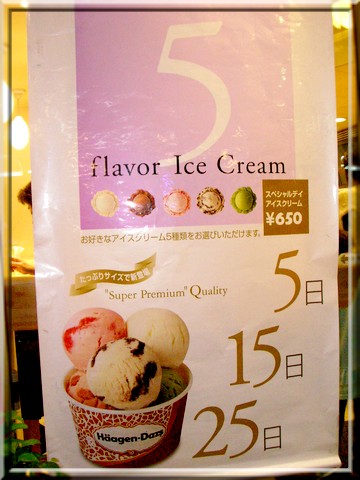 5
flavor Ice Cream
スペシャルデイ
アイスクリーム
¥650
お好きなアイスクリーム5種類をお選びいただけます。
たっぷりサイズで新登場
"Super Premium" Quality
5日
15日
25日
Häagen-Dazs